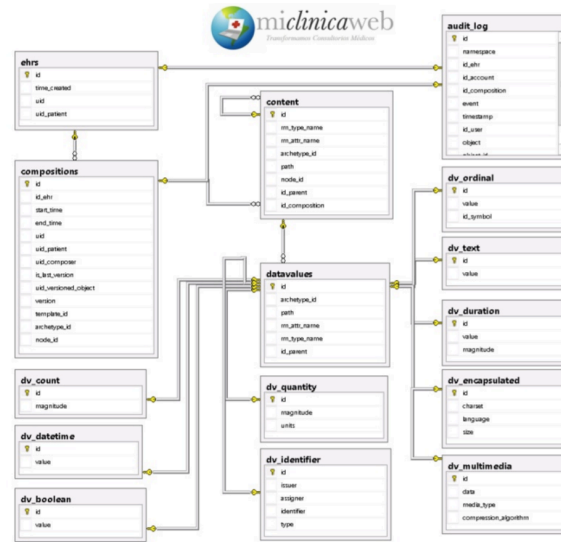 miclinicaweb
Transformamos Consultorios Médicos
ehrs
id
time_created
uid
uid_patient
compositions
id
id_ehr
start_time
end_time
uid
uid_patient
uid_composer
is_last_version
uid_versioned_object
version
template_id
archetype_id
node_id
dv_count
id
magnitude
dv_datetime
id
value
dv_boolean
id
value
content
id
rm_type_name
rm_attr_name
archetype_id
path
node_id
id_parent
id_composition
datavalues
id
archetype_id
path
rm_attr_name
rm_type_name
id_parent
dv_quantity
id
magnitude
units
dv_identifier
id
issuer
assigner
identifier
type
audit_log
id
namespace
id_ehr
id_account
id_composition
event
timestamp
id_user
object
dv_ordinal
id
value
id_symbol
dv_text
id
value
dv_duration
id
value
magnitude
dv_encapsulated
id
charset
language
size
dv_multimedia
id
data
media_type
compression_algorithm